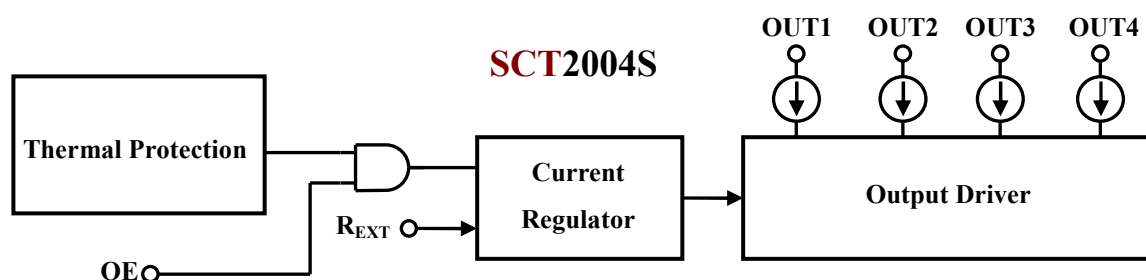 OUT1 OUT2 OUT3 OUT4
SCT2004S
Thermal Protection
Current
Regulator
Output Driver
REXT
OE